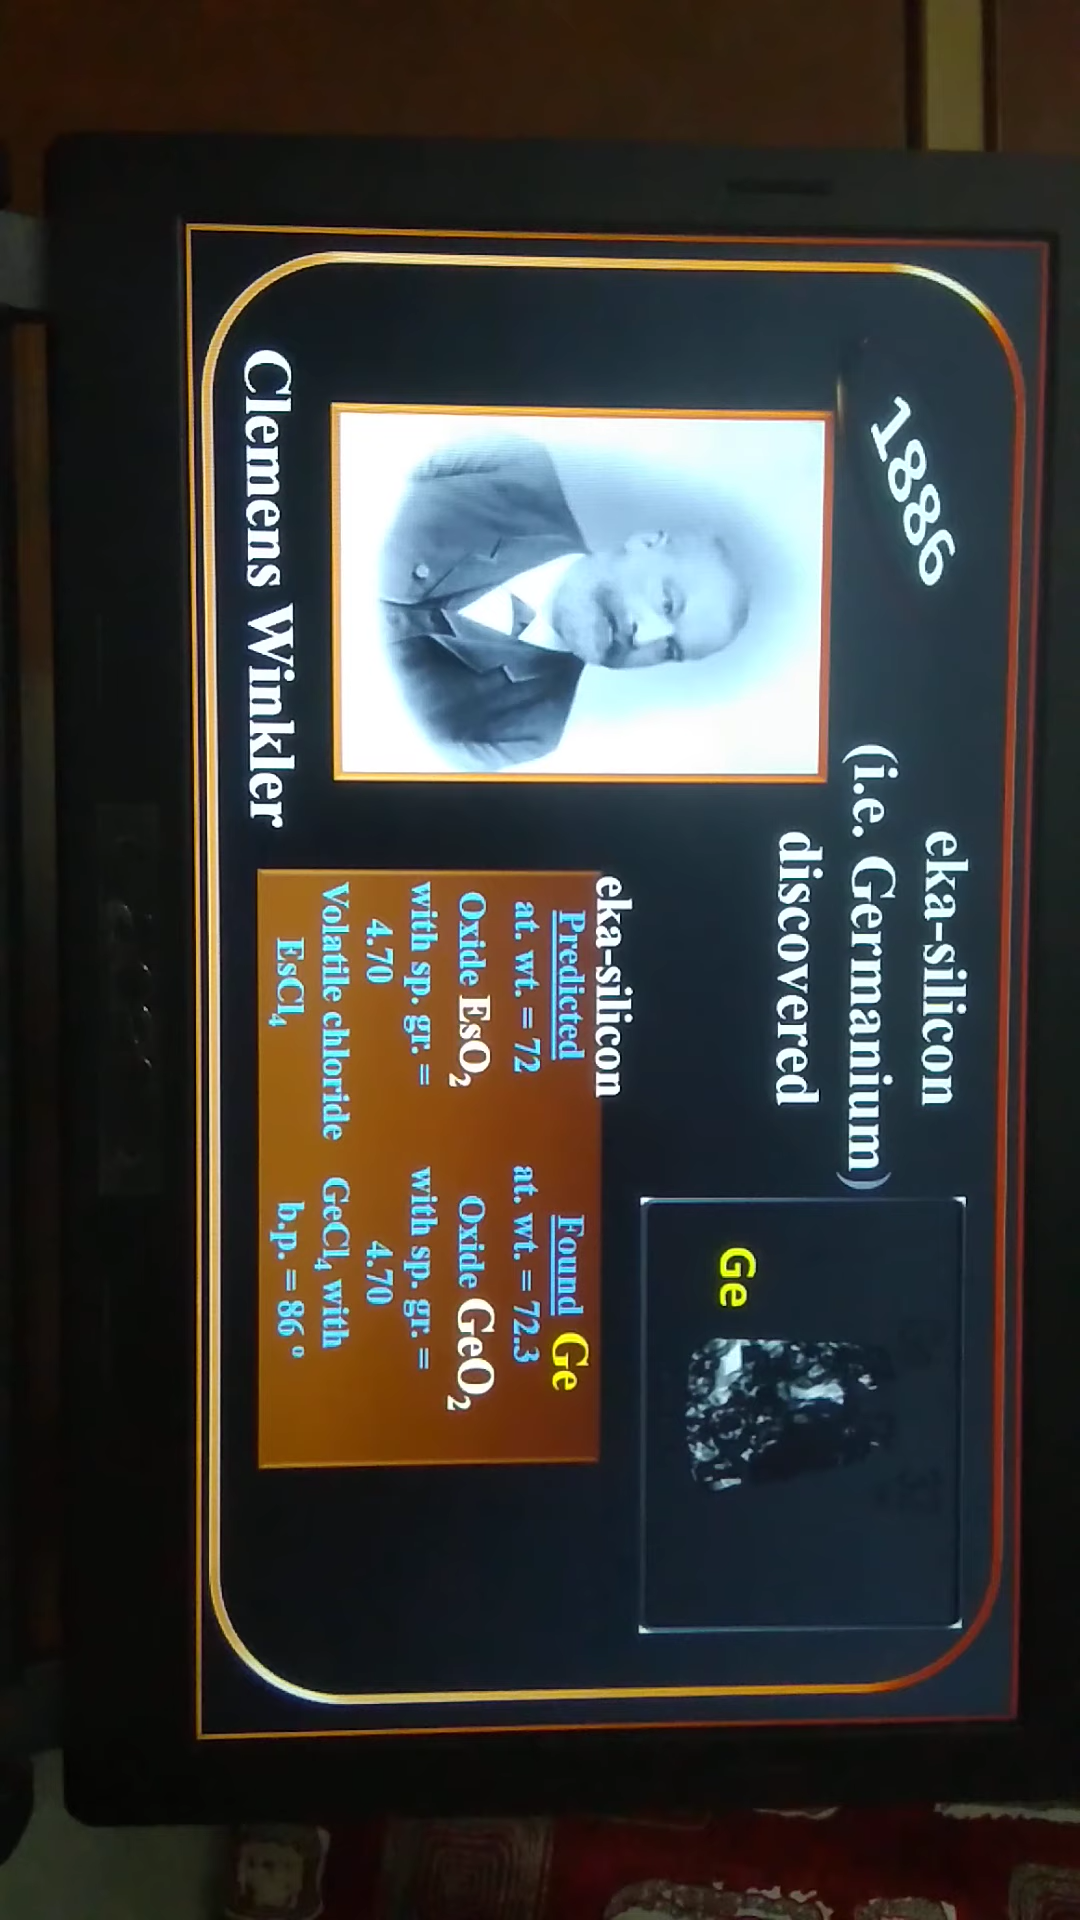 1886
eka-silicon
(i.e. Germanium)
discovered
Ge
Clemens Winkler
eka-silicon
Predicted
at. wt. = 72
Oxide EsO₂
with sp. gr. =
4.70
Volatile chloride
EsCl₄
Found Ge
at. wt. = 72.3
Oxide GeO₂
with sp. gr. =
4.70
GeCl₄ with
b.p. = 86 º